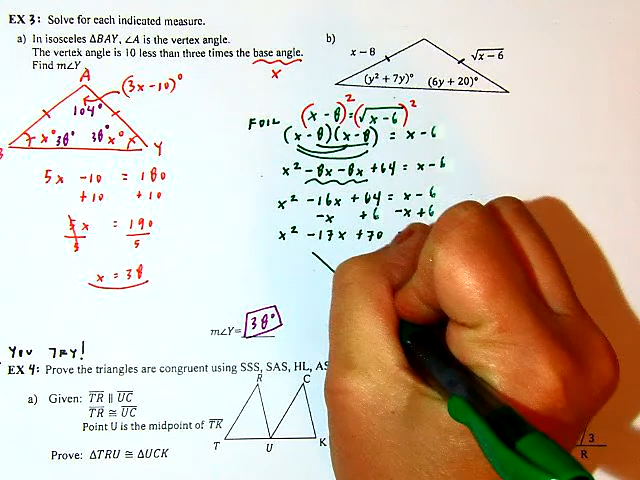 EX 3: Solve for each indicated measure.
a) In isosceles ΔBAY, ∠A is the vertex angle.
The vertex angle is 10 less than three times the base angle.
Find m∠Y
x
A
(3x-10)°
104°
x° 38° 38° x°
B Y
5x -10 = 180
+10 +10
5x = 190
5 5
x = 38
m∠Y= 38°
b)
x − 8 √x − 6
(y² + 7y)° (6y + 20)°
(x - 8)² = (√x - 6)²
FOIL
(x - 8)(x - 8) = x - 6
x² - 8x - 8x + 64 = x - 6
x² - 16x + 64 = x - 6
-x +6 -x +6
x² - 17x + 70
YOU TRY!
EX 4: Prove the triangles are congruent using SSS, SAS, HL,
a) Given: TR ∥ UC
TR ≅ UC
Point U is the midpoint of TK
Prove: ΔTRU ≅ ΔUCK
R C
T U K
3
R